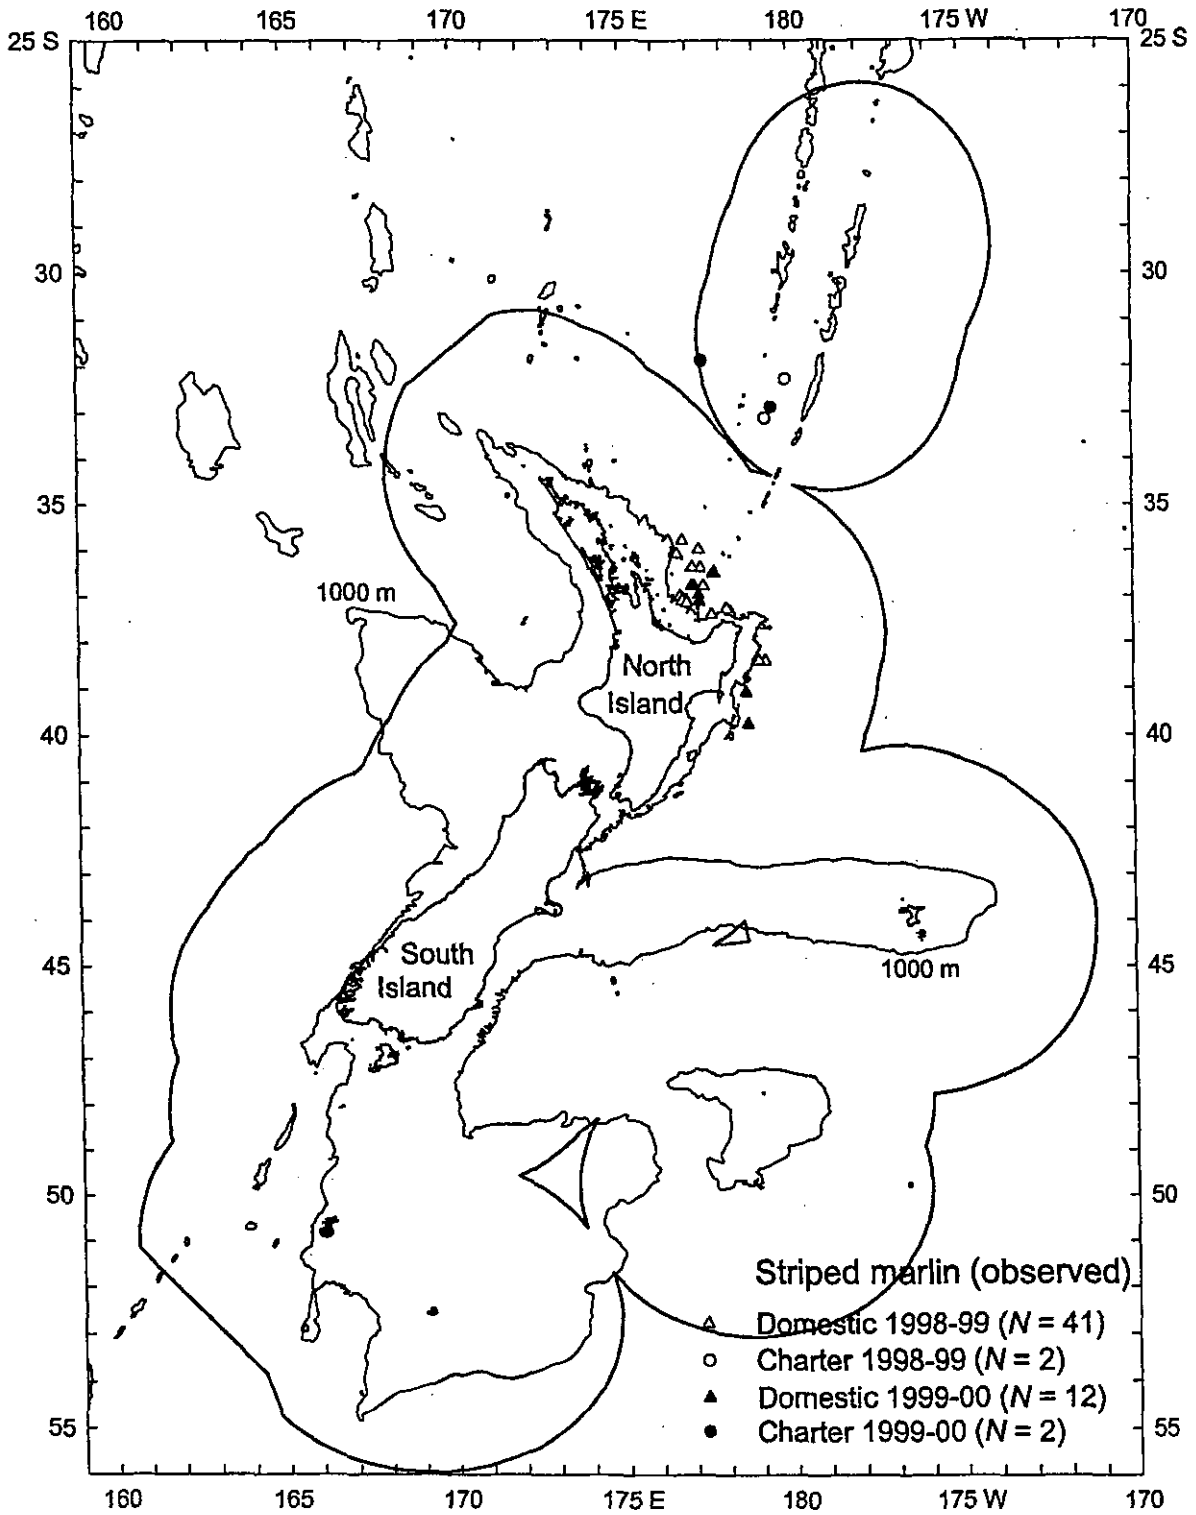 160 165 170 175 E 180 175 W 170
25 S 25 S
30 30
35 35
1000 m
North
Island
40 40
South
Island
45 1000 m 45
50 50
Striped marlin (observed)
Domestic 1998-99 (N = 41)
Charter 1998-99 (N = 2)
Domestic 1999-00 (N = 12)
55 Charter 1999-00 (N = 2) 55
160 165 170 175 E 180 175 W 170